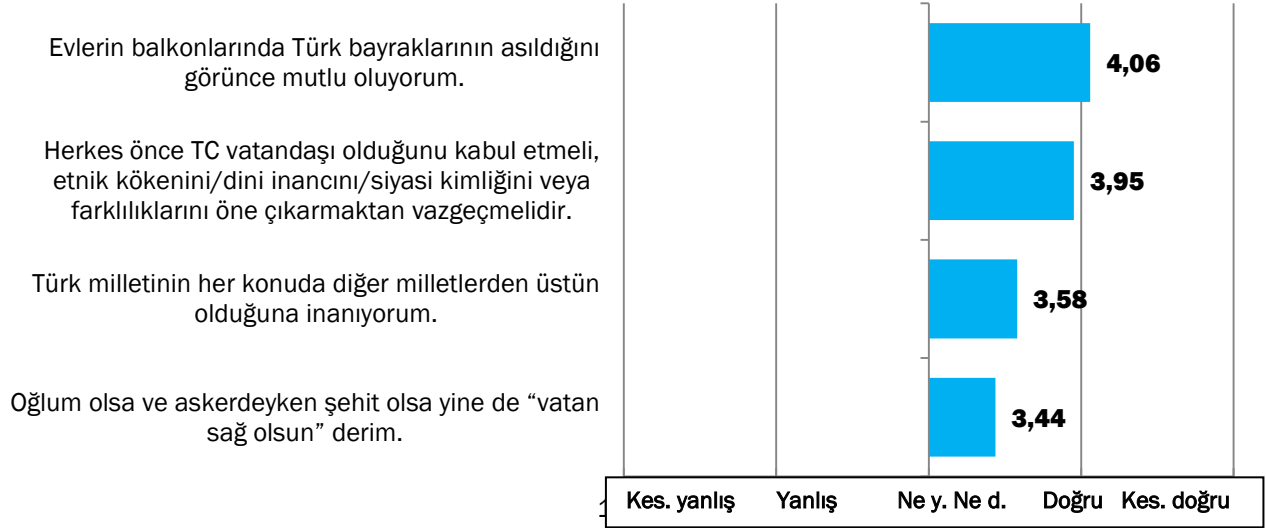 Evlerin balkonlarında Türk bayraklarının asıldığını
görünce mutlu oluyorum.
4,06
Herkes önce TC vatandaşı olduğunu kabul etmeli,
etnik kökenini/dini inancını/siyasi kimliğini veya
farklılıklarını öne çıkarmaktan vazgeçmelidir.
3,95
Türk milletinin her konuda diğer milletlerden üstün
olduğuna inanıyorum.
3,58
Oğlum olsa ve askerdeyken şehit olsa yine de “vatan
sağ olsun” derim.
3,44
Kes. yanlış Yanlış Ne y. Ne d. Doğru Kes. doğru